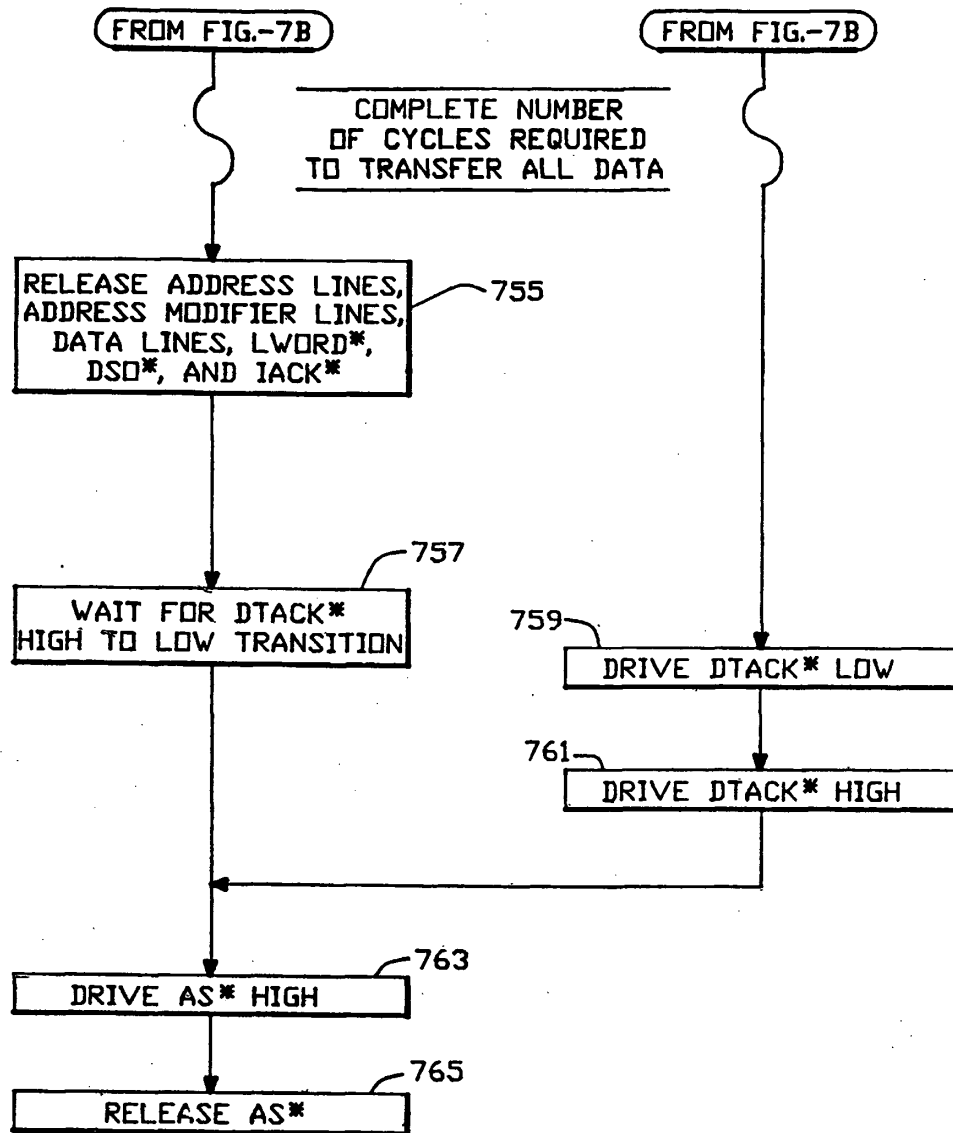 FROM FIG.-7B
FROM FIG.-7B
COMPLETE NUMBER
OF CYCLES REQUIRED
TO TRANSFER ALL DATA
RELEASE ADDRESS LINES,
ADDRESS MODIFIER LINES,
DATA LINES, LWORD*,
DSO*, AND IACK*
755
WAIT FOR DTACK*
HIGH TO LOW TRANSITION
757
759
DRIVE DTACK* LOW
761
DRIVE DTACK* HIGH
763
DRIVE AS* HIGH
765
RELEASE AS*